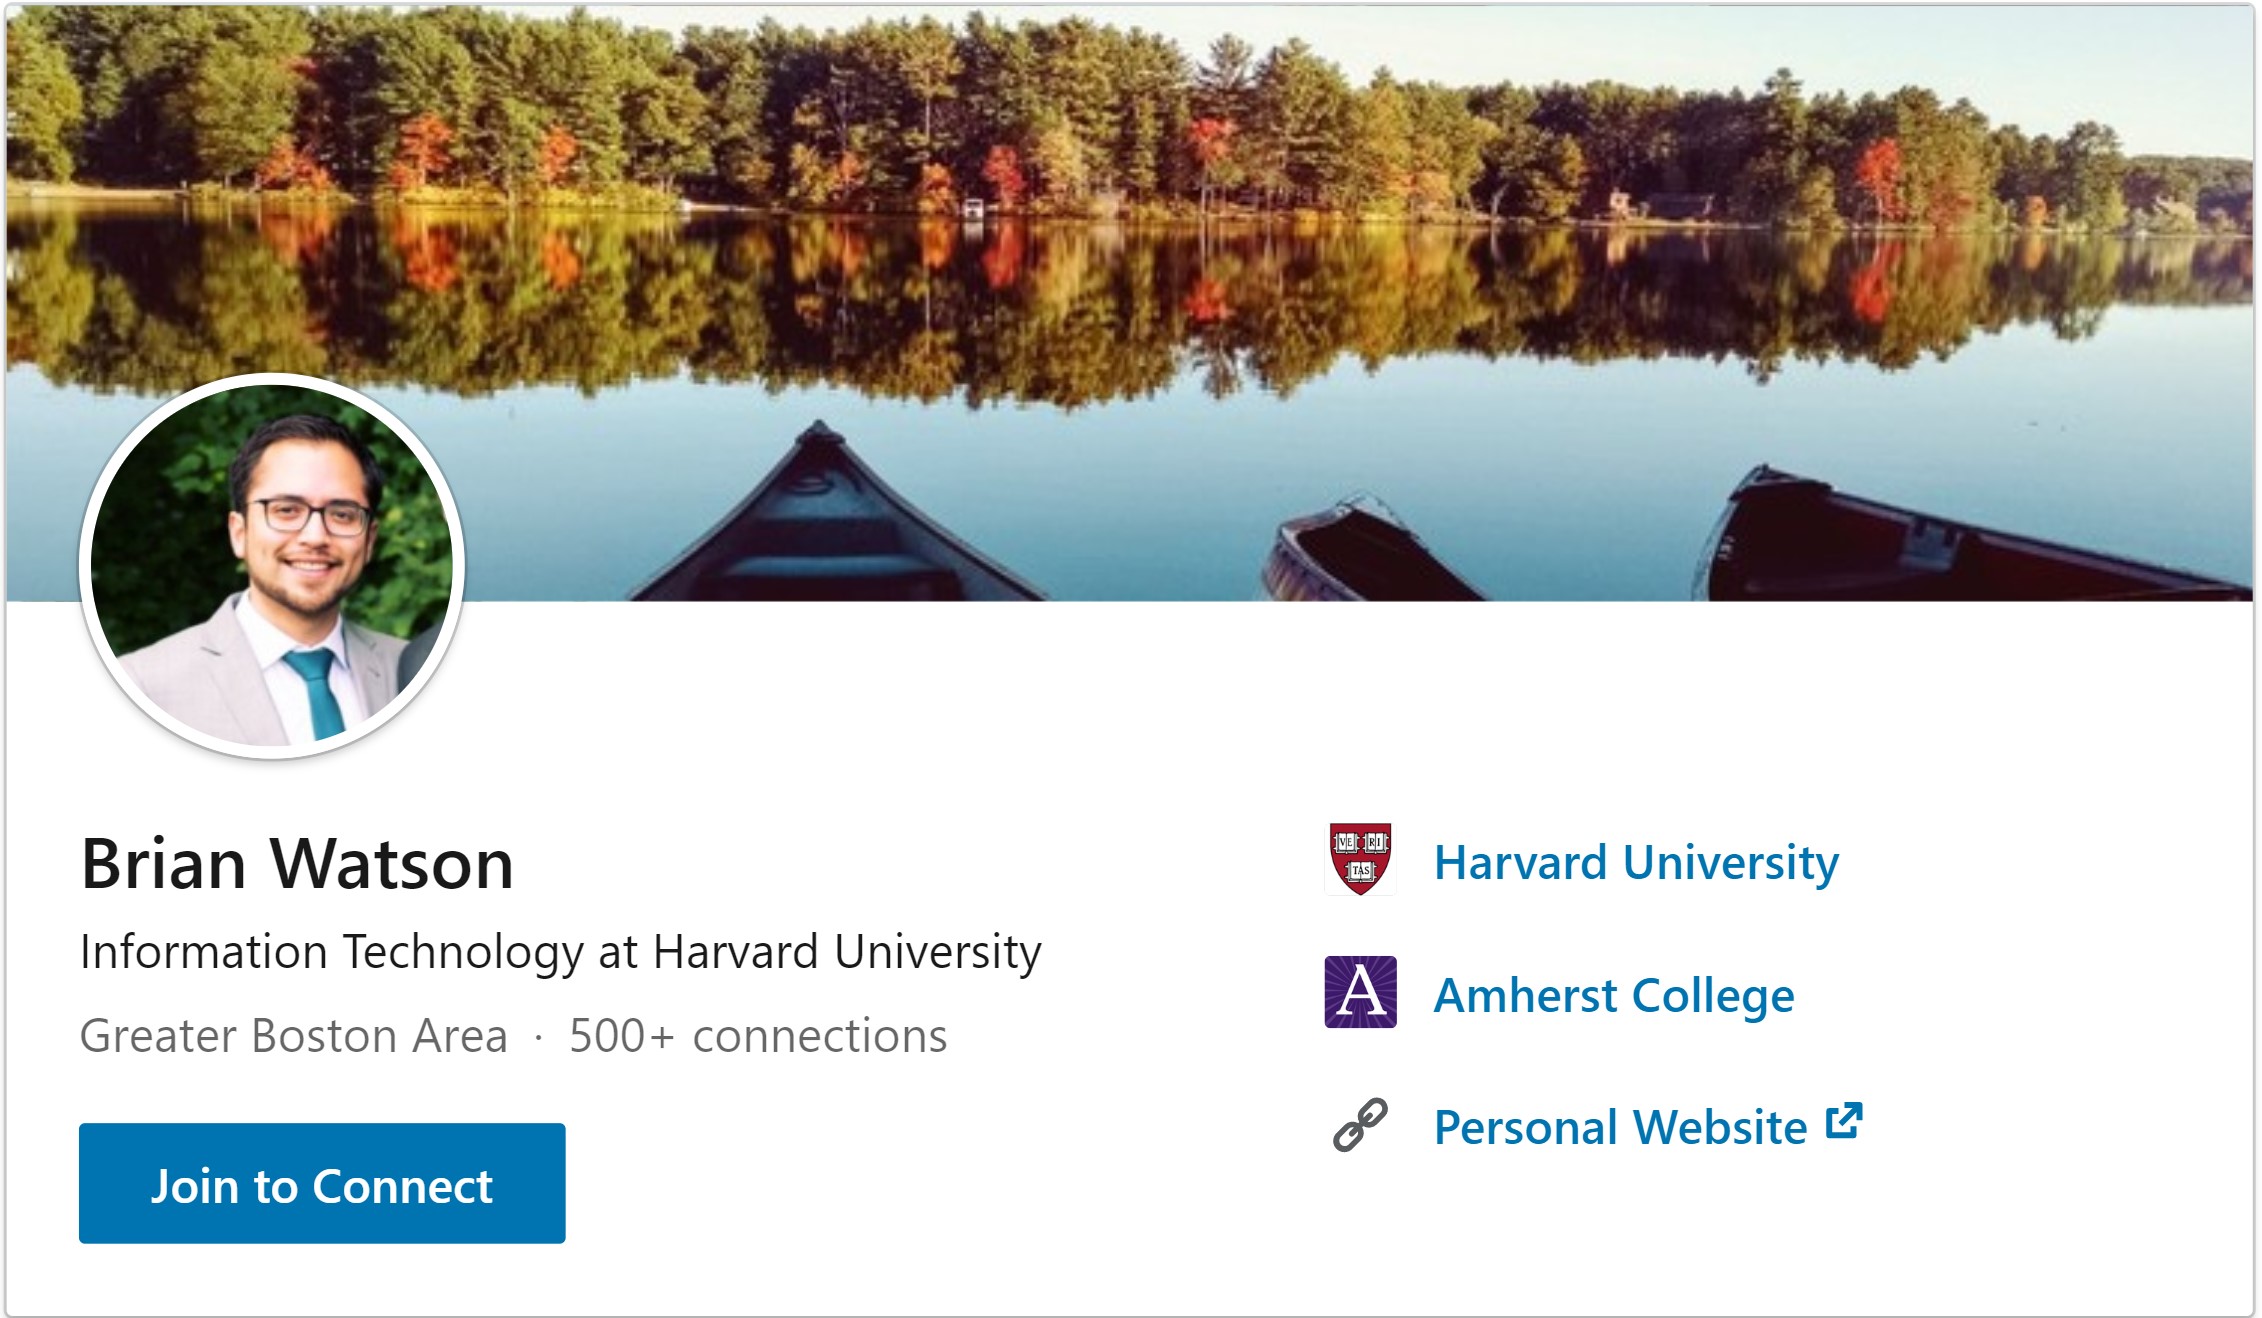 Brian Watson
Information Technology at Harvard University
Greater Boston Area · 500+ connections
Join to Connect
VE RI
TAS
Harvard University
A
Amherst College
Personal Website